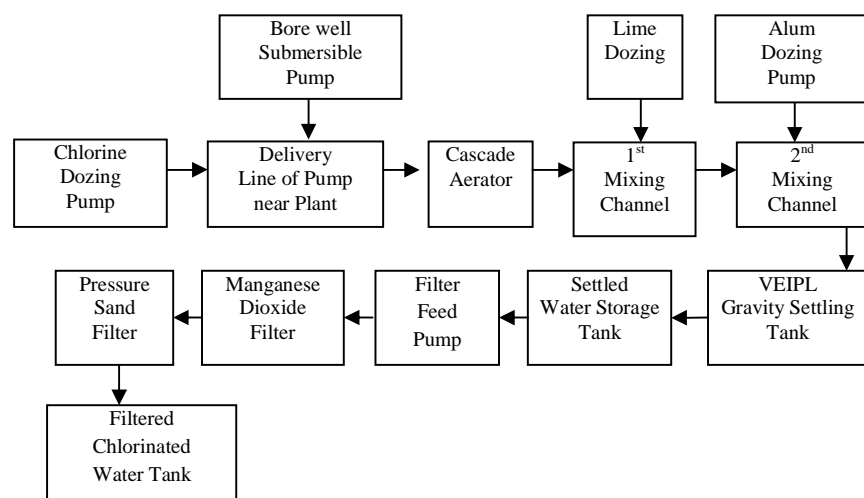 Bore well
Submersible
Pump
Lime
Dozing
Alum
Dozing
Pump
Chlorine
Dozing
Pump
Delivery
Line of Pump
near Plant
Cascade
Aerator
1st
Mixing
Channel
2nd
Mixing
Channel
Pressure
Sand
Filter
Manganese
Dioxide
Filter
Filter
Feed
Pump
Settled
Water Storage
Tank
VEIPL
Gravity Settling
Tank
Filtered
Chlorinated
Water Tank